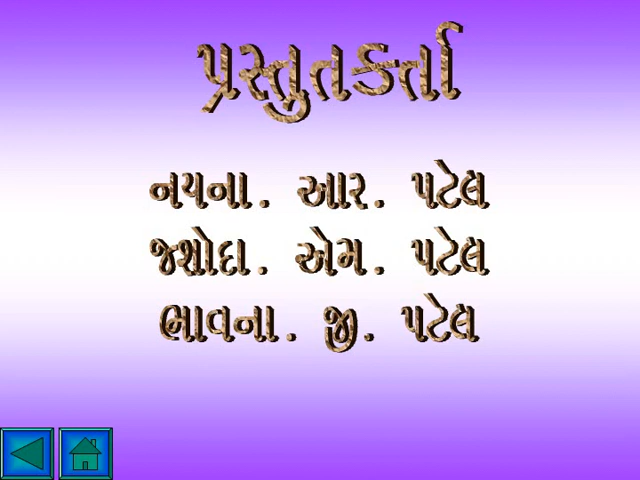 પ્રસ્તુતકર્તા
નયના. આર. પટેલ
જશોદા. એમ. પટેલ
ભાવના. જી. પટેલ